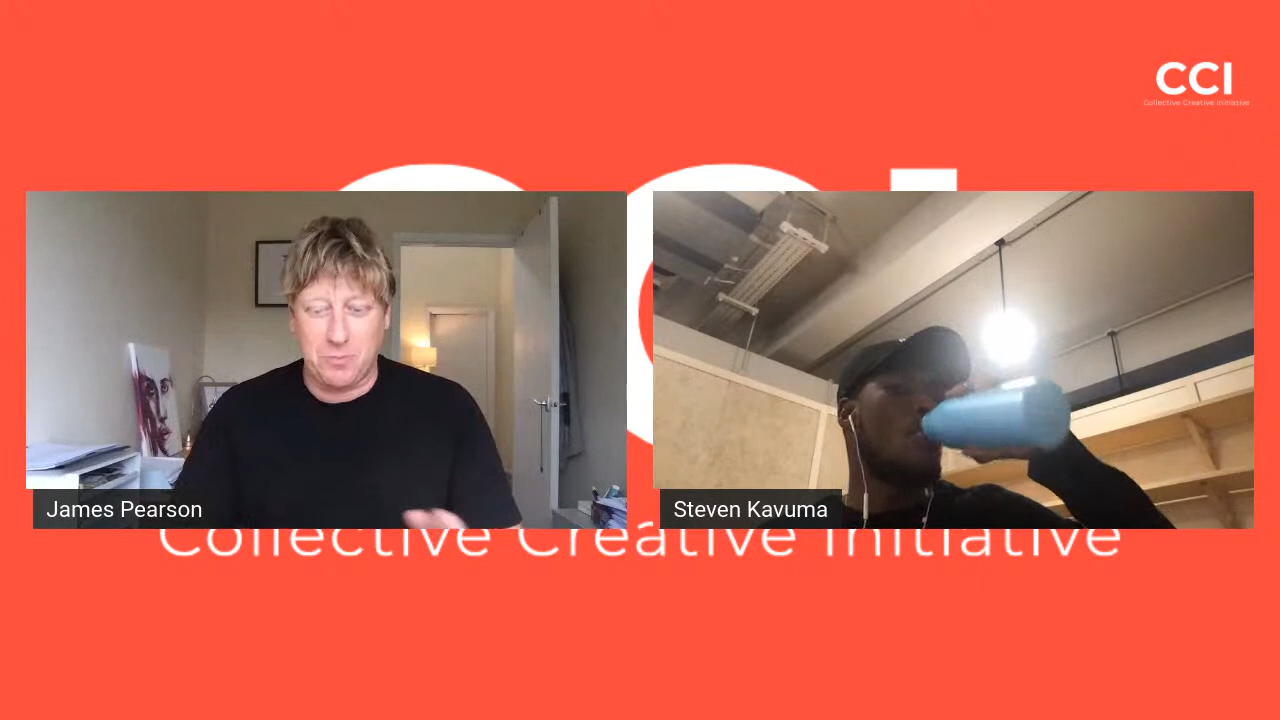 CCI
Collective Creative Initiative
James Pearson
Steven Kavuma
Collective Creative Initiative